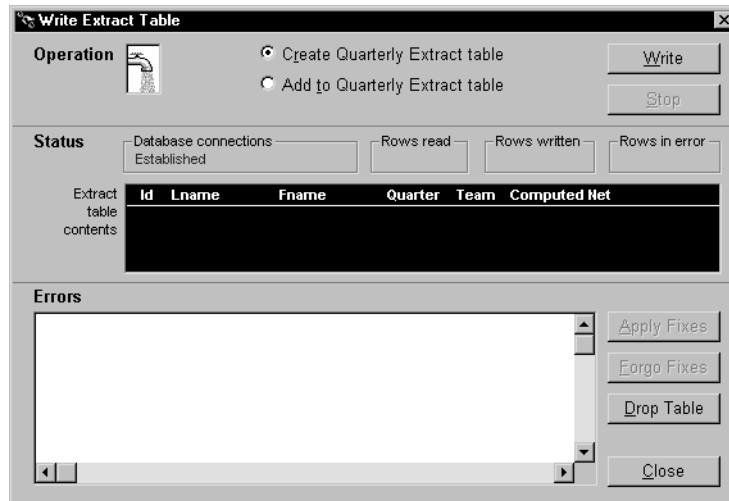 Write Extract Table
Operation
Create Quarterly Extract table
Add to Quarterly Extract table
Write
Stop
Status
Database connections
Established
Rows read
Rows written
Rows in error
Extract
table
contents
Id Lname Fname Quarter Team Computed Net
Errors
Apply Fixes
Forgo Fixes
Drop Table
Close